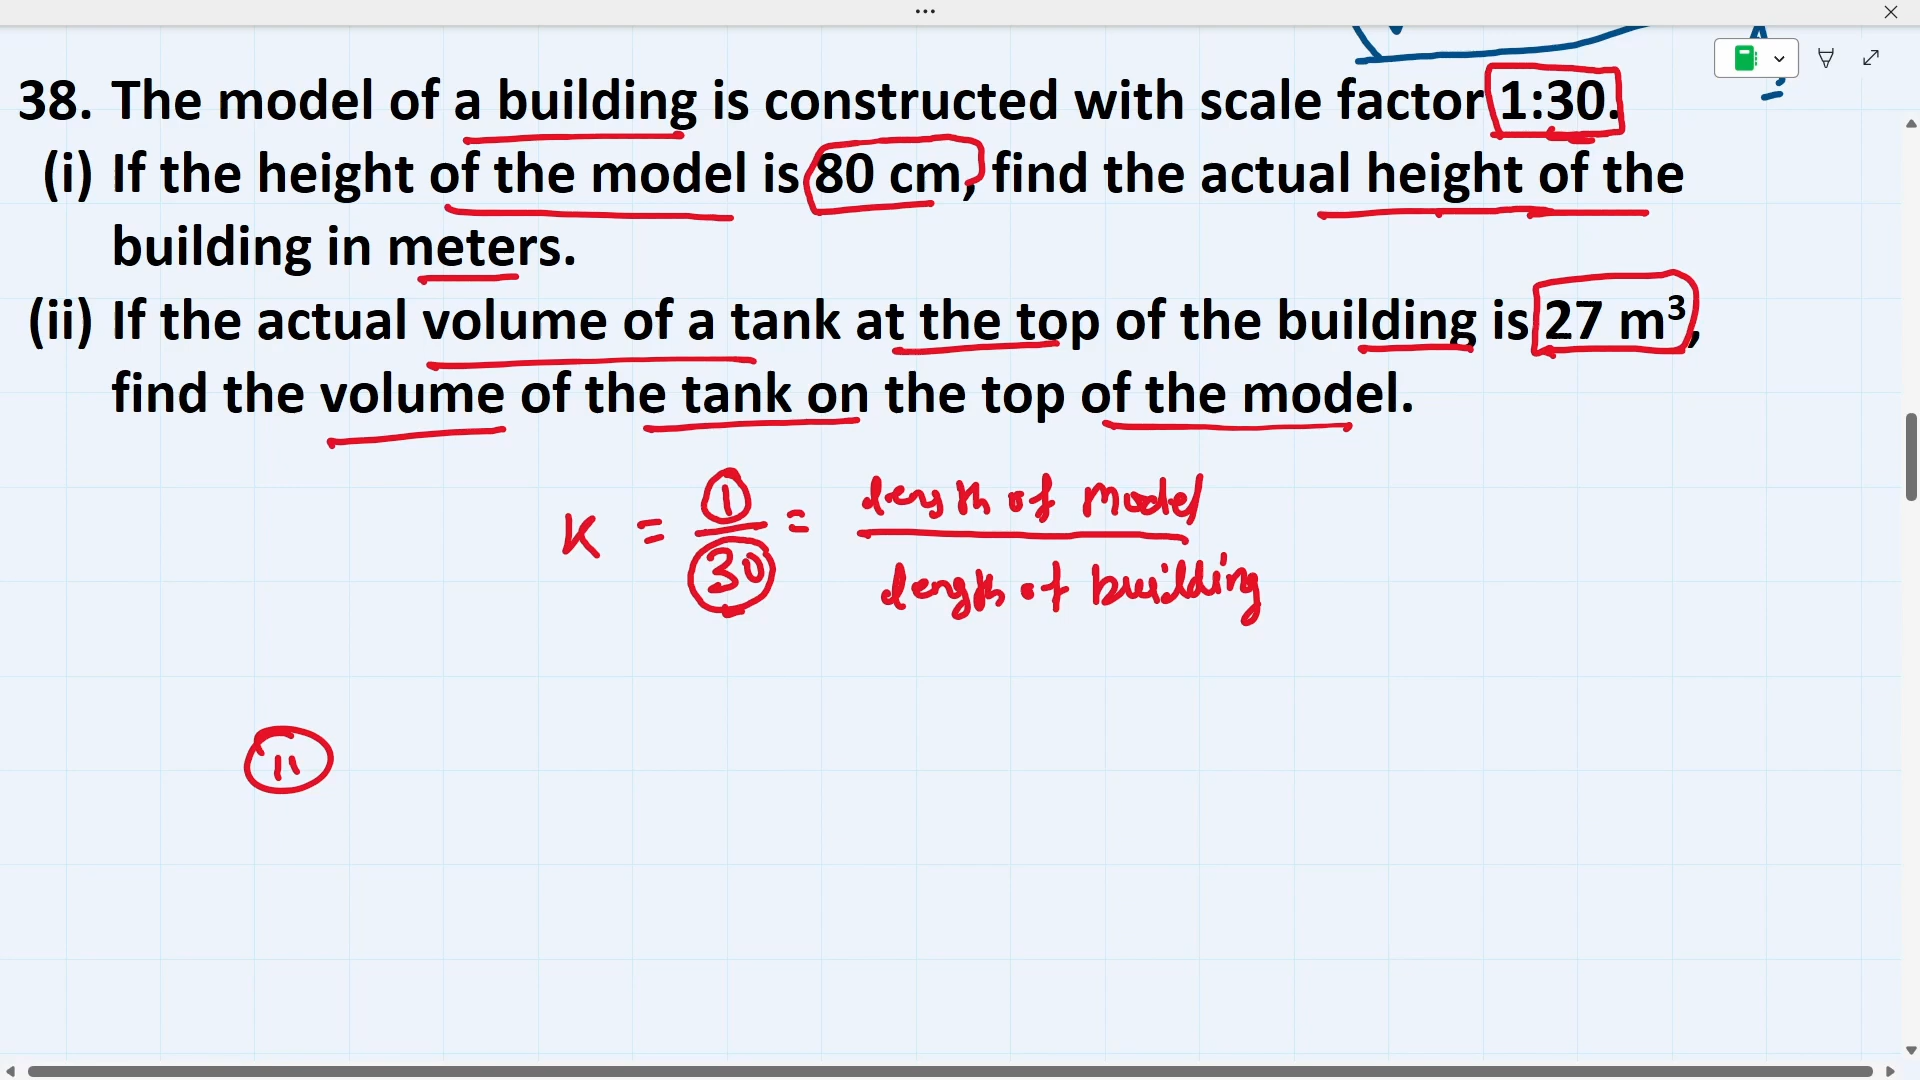 38. The model of a building is constructed with scale factor 1:30.
(i) If the height of the model is 80 cm, find the actual height of the
building in meters.
(ii) If the actual volume of a tank at the top of the building is 27 m³,
find the volume of the tank on the top of the model.
K = 1/30 = length of model / length of building
ii